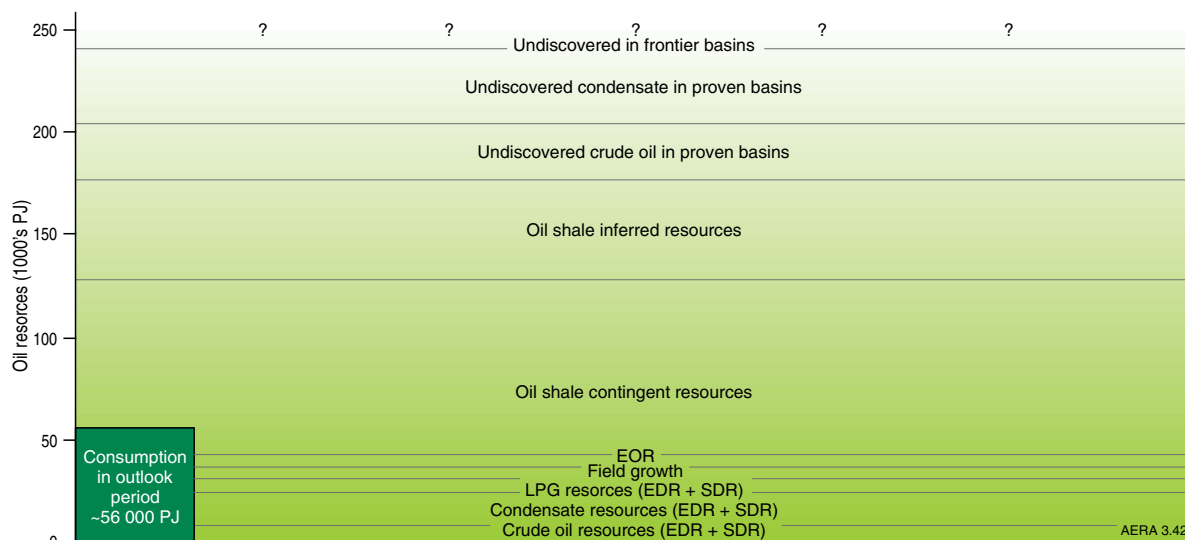 250
? ? ? ? ?
Undiscovered in frontier basins
Undiscovered condensate in proven basins
200
Undiscovered crude oil in proven basins
Oil resorces (1000's PJ)
150
Oil shale inferred resources
100
Oil shale contingent resources
50
Consumption
in outlook
period
~56 000 PJ
EOR
Field growth
LPG resorces (EDR + SDR)
Condensate resources (EDR + SDR)
Crude oil resources (EDR + SDR)
AERA 3.42
0